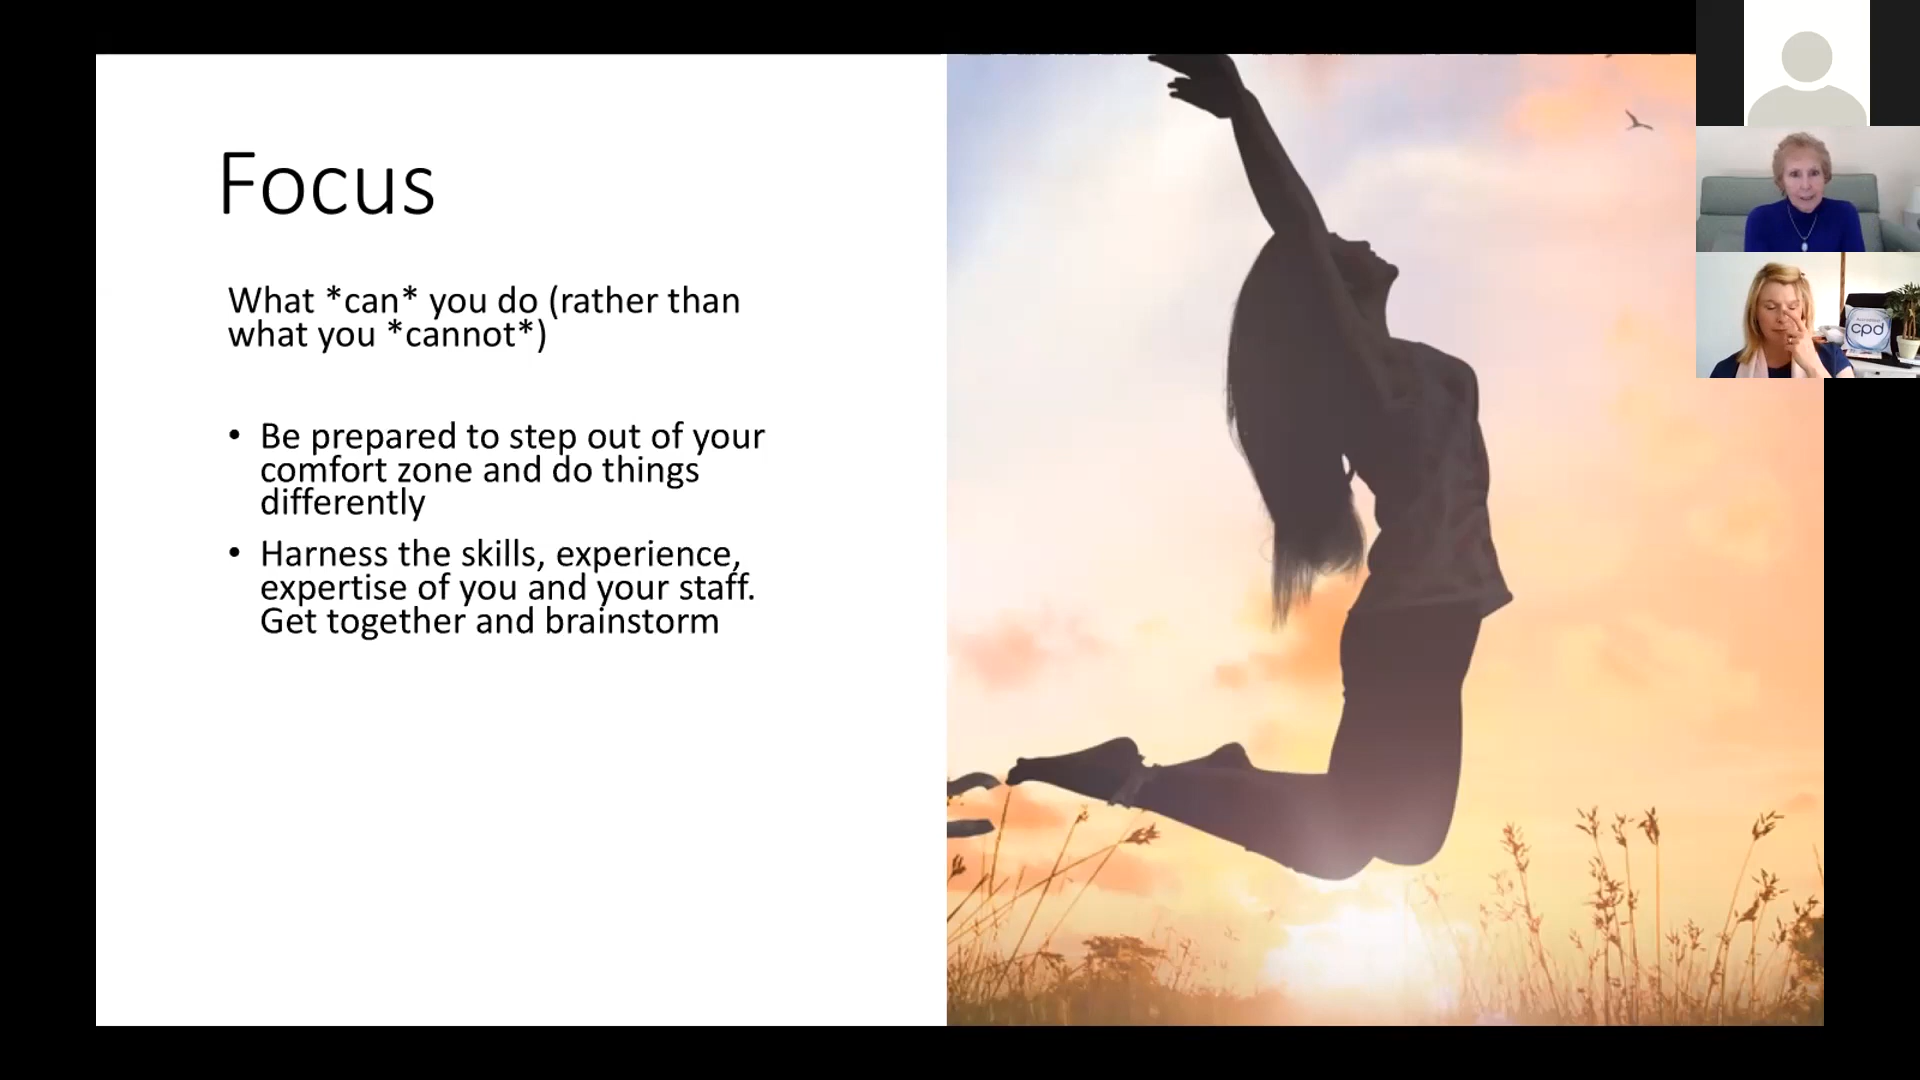 Focus
What *can* you do (rather than
what you *cannot*)
• Be prepared to step out of your
comfort zone and do things
differently
• Harness the skills, experience,
expertise of you and your staff.
Get together and brainstorm
cpd